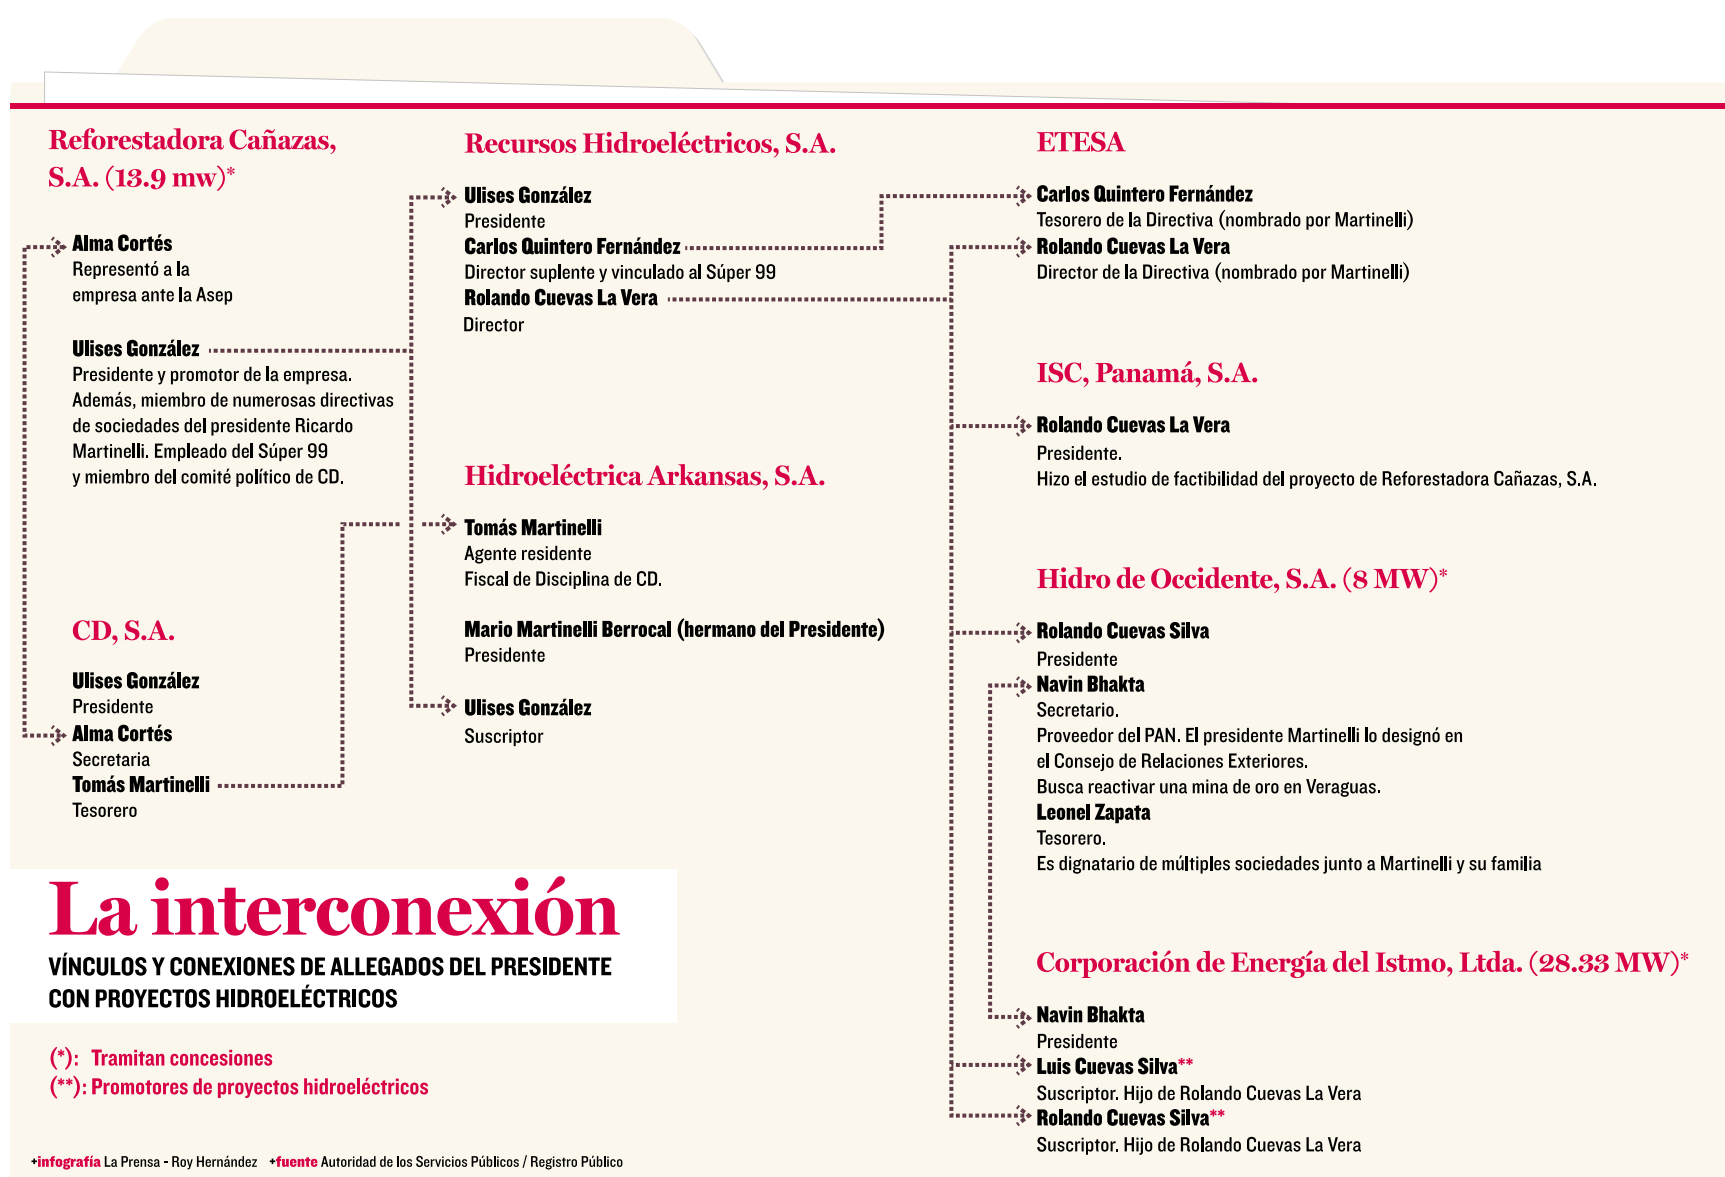 Reforestadora Cañazas,
S.A. (13.9 mw)*
Alma Cortés
Representó a la
empresa ante la Asep
Ulises González
Presidente y promotor de la empresa.
Además, miembro de numerosas directivas
de sociedades del presidente Ricardo
Martinelli. Empleado del Súper 99
y miembro del comité político de CD.
CD, S.A.
Ulises González
Presidente
Alma Cortés
Secretaria
Tomás Martinelli
Tesorero
Recursos Hidroeléctricos, S.A.
Ulises González
Presidente
Carlos Quintero Fernández
Director suplente y vinculado al Súper 99
Rolando Cuevas La Vera
Director
Hidroeléctrica Arkansas, S.A.
Tomás Martinelli
Agente residente
Fiscal de Disciplina de CD.
Mario Martinelli Berrocal (hermano del Presidente)
Presidente
Ulises González
Suscriptor
ETESA
Carlos Quintero Fernández
Tesorero de la Directiva (nombrado por Martinelli)
Rolando Cuevas La Vera
Director de la Directiva (nombrado por Martinelli)
ISC, Panamá, S.A.
Rolando Cuevas La Vera
Presidente.
Hizo el estudio de factibilidad del proyecto de Reforestadora Cañazas, S.A.
Hidro de Occidente, S.A. (8 MW)*
Rolando Cuevas Silva
Presidente
Navin Bhakta
Secretario.
Proveedor del PAN. El presidente Martinelli lo designó en
el Consejo de Relaciones Exteriores.
Busca reactivar una mina de oro en Veraguas.
Leonel Zapata
Tesorero.
Es dignatario de múltiples sociedades junto a Martinelli y su familia
Corporación de Energía del Istmo, Ltda. (28.33 MW)*
Navin Bhakta
Presidente
Luis Cuevas Silva**
Suscriptor. Hijo de Rolando Cuevas La Vera
Rolando Cuevas Silva**
Suscriptor. Hijo de Rolando Cuevas La Vera
La interconexión
VÍNCULOS Y CONEXIONES DE ALLEGADOS DEL PRESIDENTE
CON PROYECTOS HIDROELÉCTRICOS
(*): Tramitan concesiones
(**): Promotores de proyectos hidroeléctricos
+infografía La Prensa - Roy Hernández +fuente Autoridad de los Servicios Públicos / Registro Público